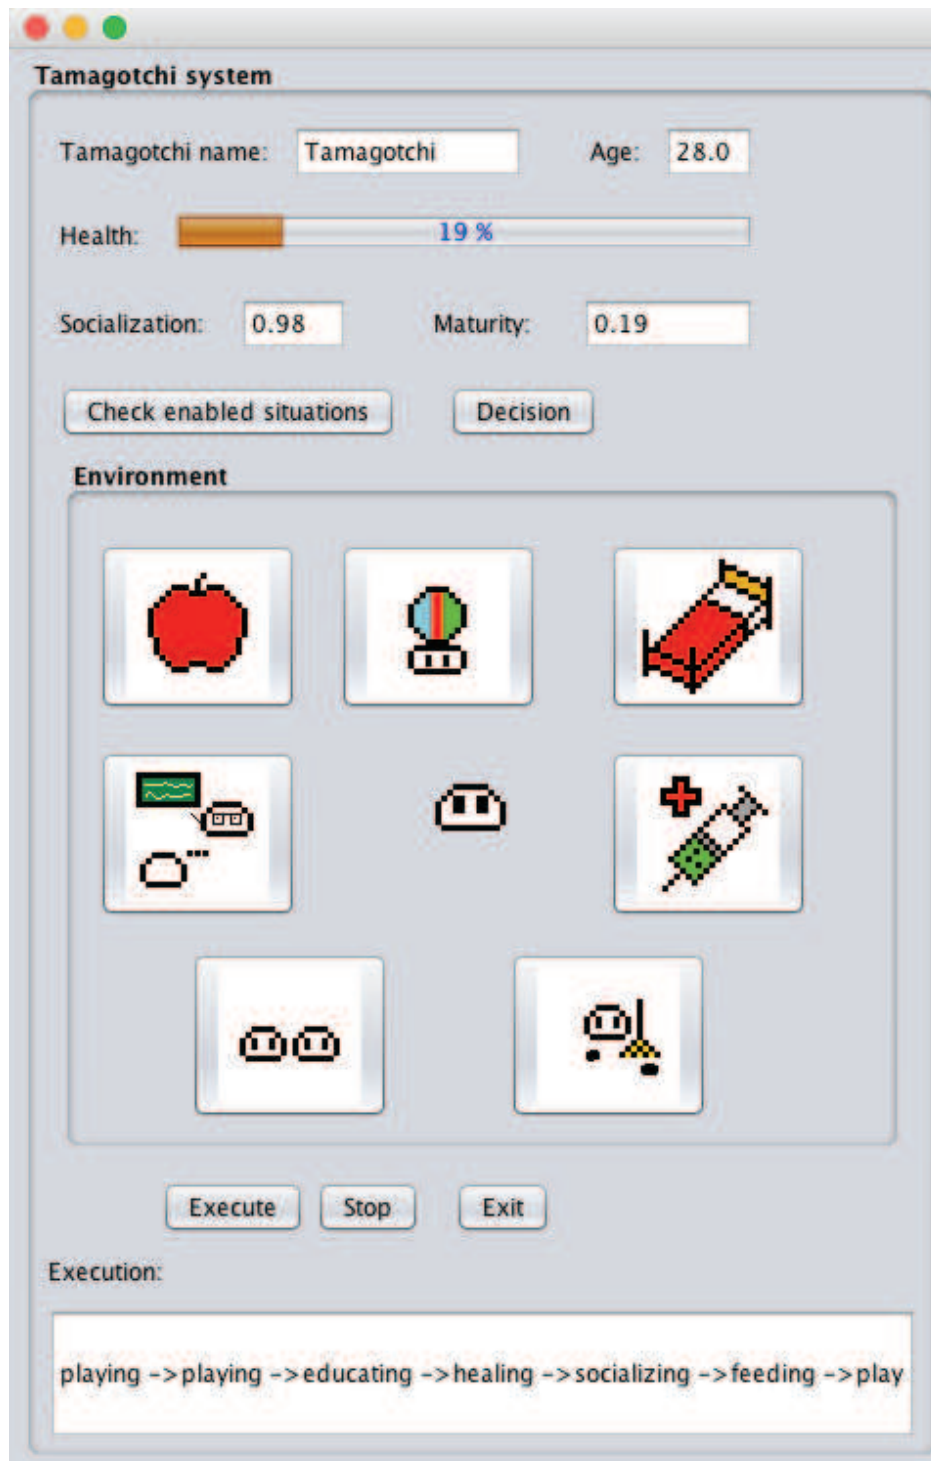 Tamagotchi system
Tamagotchi name: Tamagotchi Age: 28.0
Health: 19 %
Socialization: 0.98 Maturity: 0.19
Check enabled situations Decision
Environment
Execute Stop Exit
Execution:
playing ->playing ->educating ->healing ->socializing ->feeding ->play